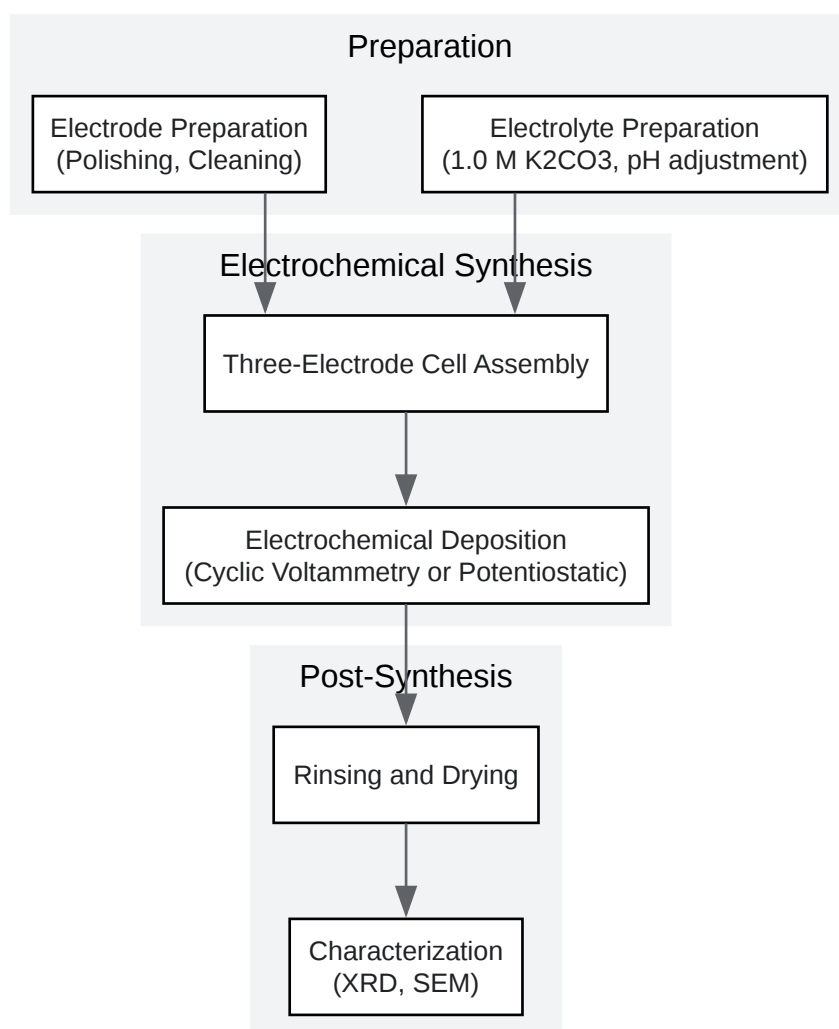 Preparation
Electrode Preparation
(Polishing, Cleaning)
Electrolyte Preparation
(1.0 M K2CO3, pH adjustment)
Electrochemical Synthesis
Three-Electrode Cell Assembly
Electrochemical Deposition
(Cyclic Voltammetry or Potentiostatic)
Post-Synthesis
Rinsing and Drying
Characterization
(XRD, SEM)